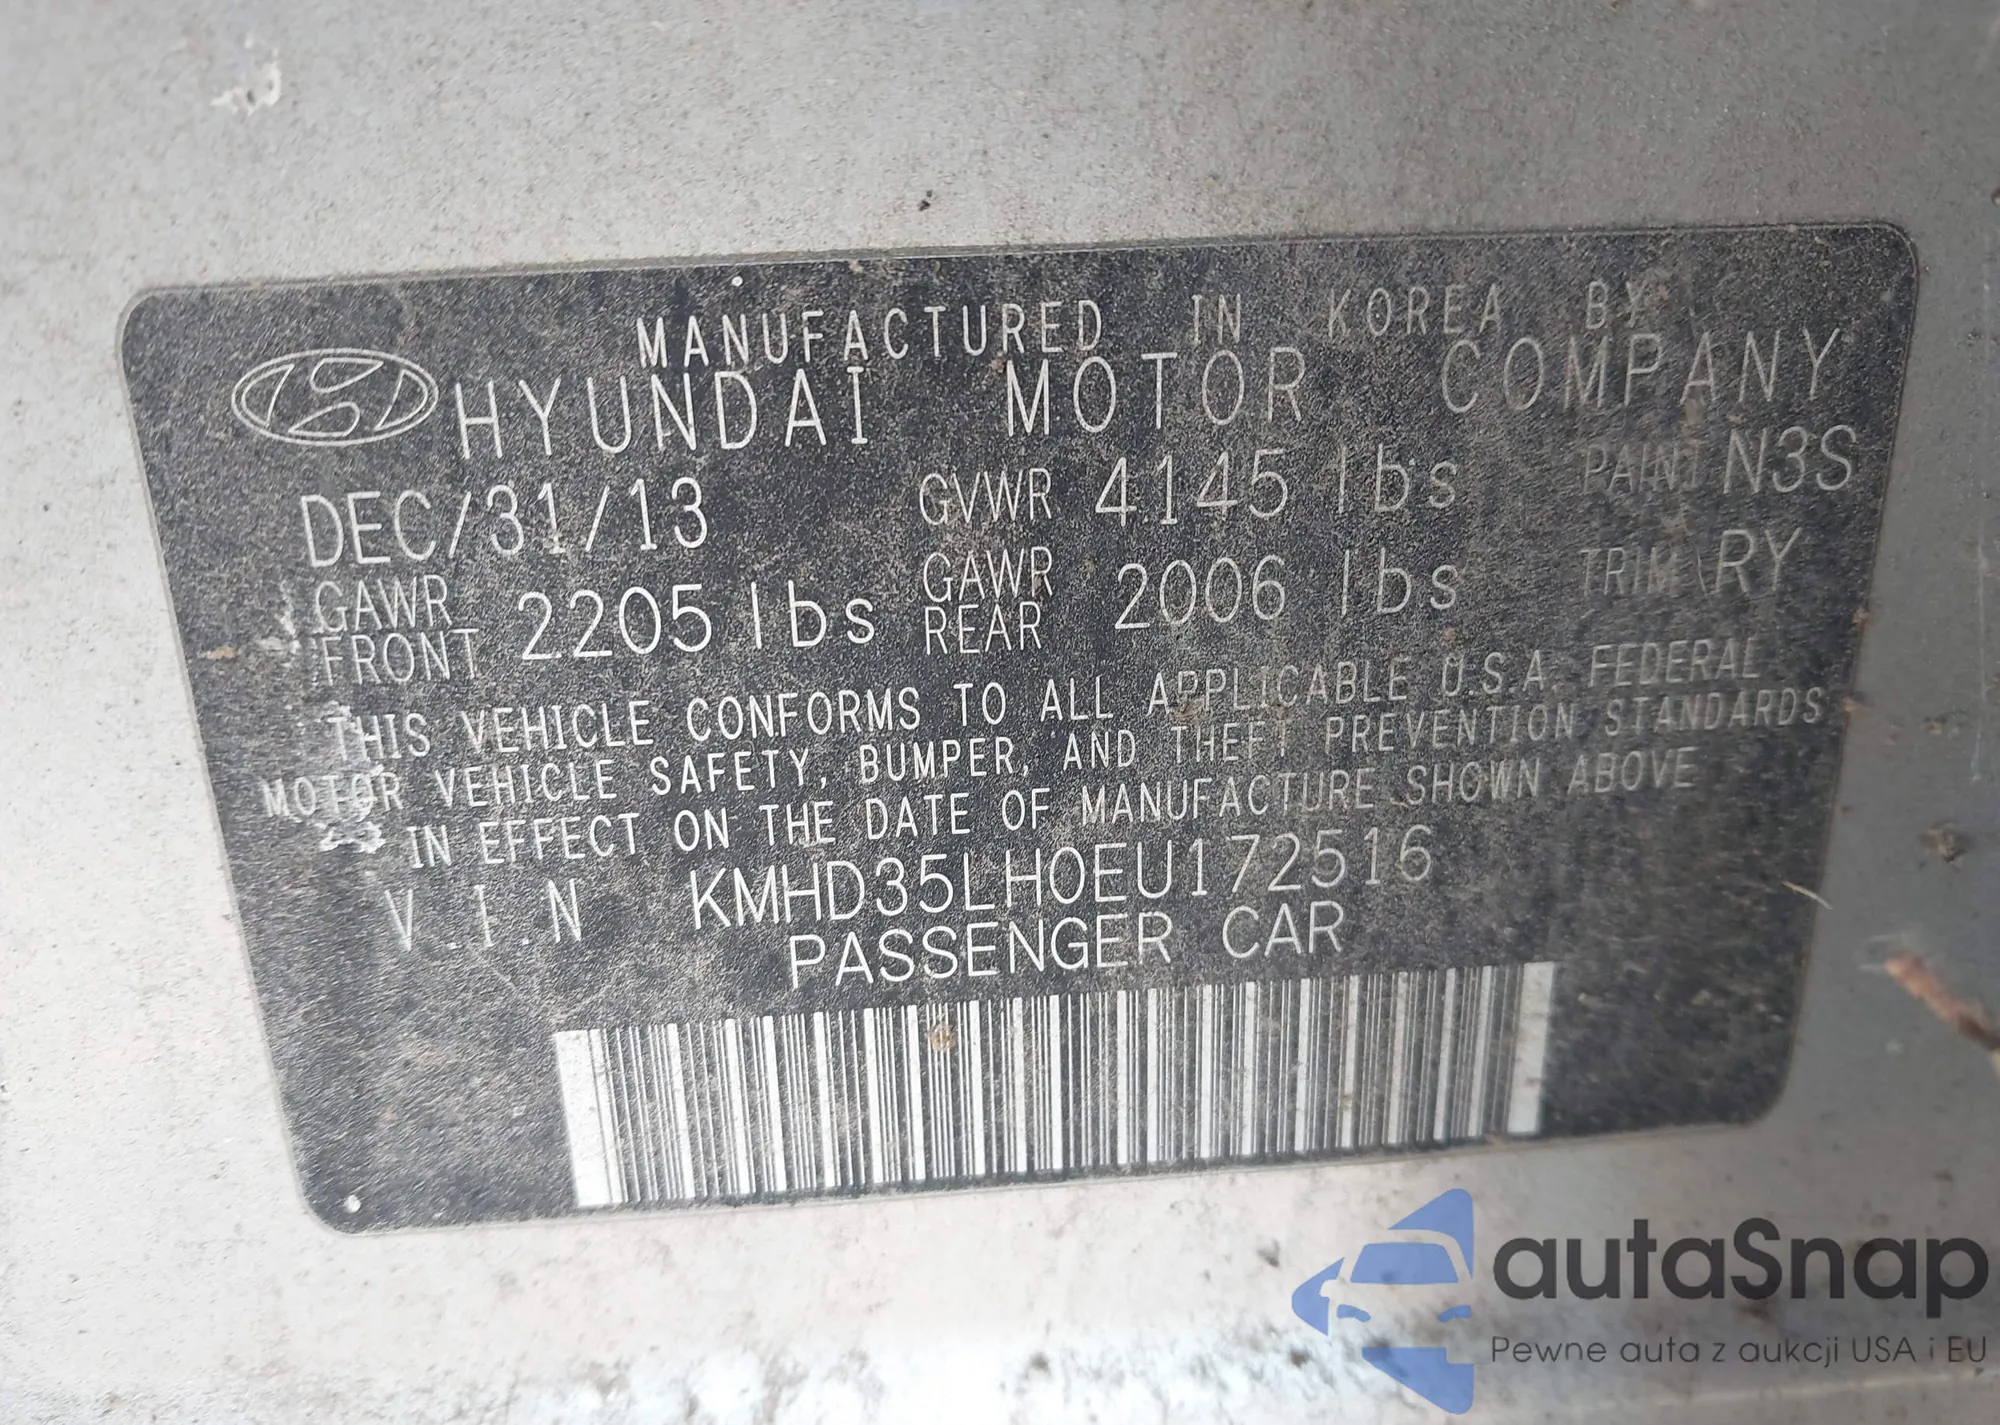 MANUFACTURED IN KOREA BY
HYUNDAI MOTOR COMPANY
DEC/31/13 GVWR 4145 lbs PAINT N3S
GAWR FRONT 2205 lbs GAWR REAR 2006 lbs TRIM RY
THIS VEHICLE CONFORMS TO ALL APPLICABLE U.S.A. FEDERAL
MOTOR VEHICLE SAFETY, BUMPER, AND THEFT PREVENTION STANDARDS
IN EFFECT ON THE DATE OF MANUFACTURE SHOWN ABOVE
V.I.N KMHD35LH0EU172516
PASSENGER CAR
autaSnap
Pewne auta z aukcji USA i EU